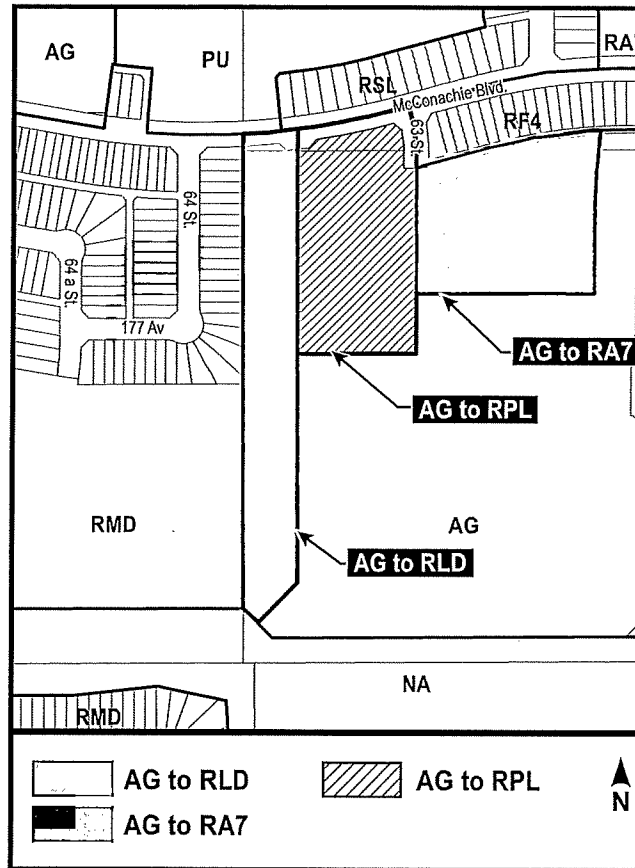 AG
PU
RA7
RSL
McConachie Blvd.
63 St.
RF4
64 St.
64 a St.
177 Av
AG to RA7
AG to RPL
RMD
AG
AG to RLD
NA
RMD
AG to RLD
AG to RPL
AG to RA7
N